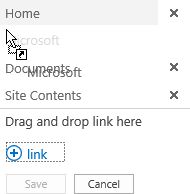 Home
Microsoft
Documents
Microsoft
Site Contents
Drag and drop link here
link
Save
Cancel